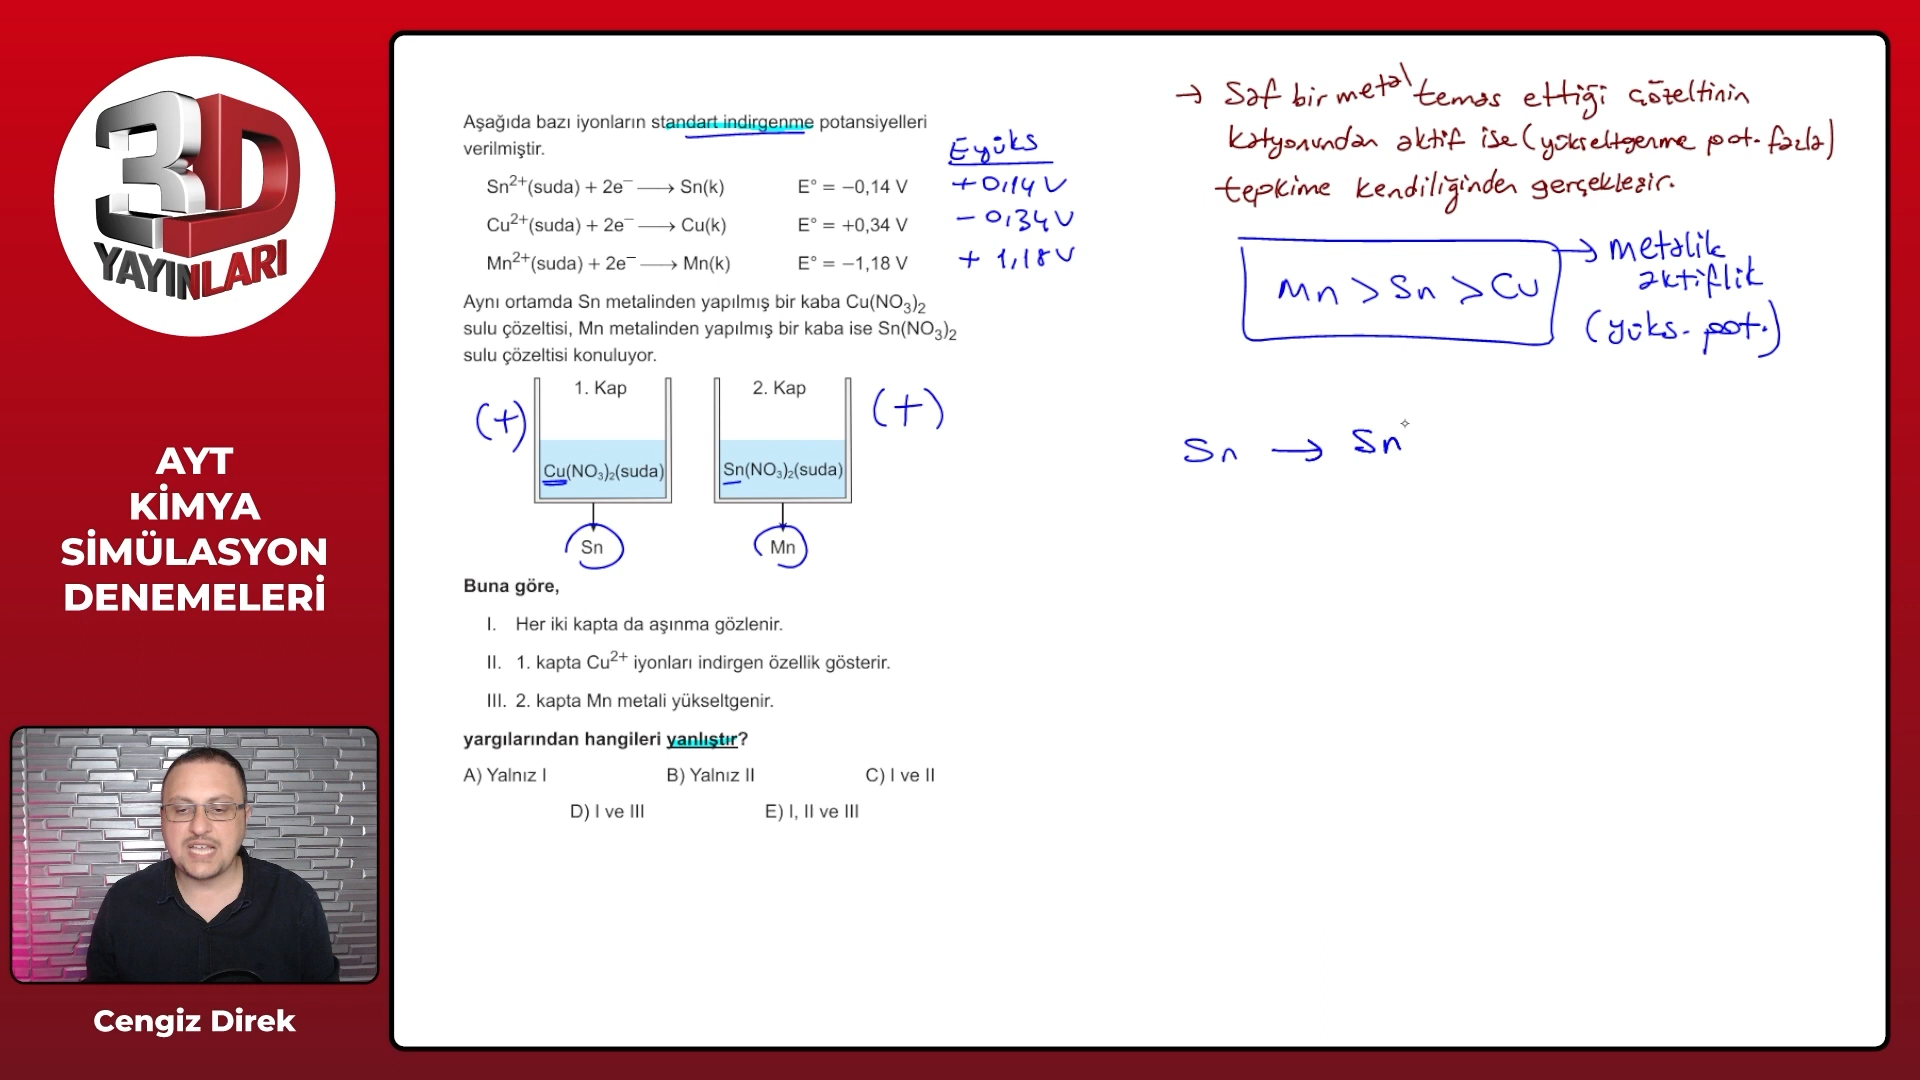 3D
YAYINLARI
AYT
KİMYA
SİMÜLASYON
DENEMELERİ
Cengiz Direk
Aşağıda bazı iyonların standart indirgenme potansiyelleri
verilmiştir.
Sn²⁺(suda) + 2e⁻ ⟶ Sn(k) E° = −0,14 V
Cu²⁺(suda) + 2e⁻ ⟶ Cu(k) E° = +0,34 V
Mn²⁺(suda) + 2e⁻ ⟶ Mn(k) E° = −1,18 V
Eyüks
+0,14 V
− 0,34 V
+ 1,18 V
Aynı ortamda Sn metalinden yapılmış bir kaba Cu(NO₃)₂
sulu çözeltisi, Mn metalinden yapılmış bir kaba ise Sn(NO₃)₂
sulu çözeltisi konuluyor.
(+) 1. Kap 2. Kap (+)
Cu(NO₃)₂(suda) Sn(NO₃)₂(suda)
Sn Mn
Buna göre,
I. Her iki kapta da aşınma gözlenir.
II. 1. kapta Cu²⁺ iyonları indirgen özellik gösterir.
III. 2. kapta Mn metali yükseltgenir.
yargılarından hangileri yanlıştır?
A) Yalnız I B) Yalnız II C) I ve II
D) I ve III E) I, II ve III
→ Saf bir metal temas ettiği çözeltinin
katyonundan aktif ise (yükseltgenme pot. fazla)
tepkime kendiliğinden gerçekleşir.
Mn > Sn > Cu → metalik
aktiflik
(yüks. pot.)
Sn → Sn